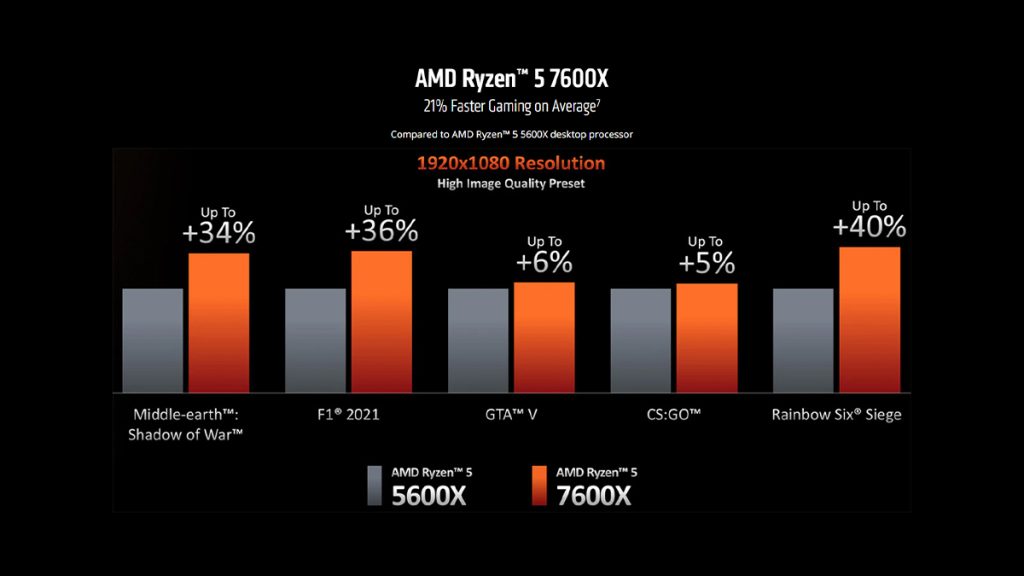 AMD Ryzen™ 5 7600X
21% Faster Gaming on Average⁷
Compared to AMD Ryzen™ 5 5600X desktop processor
1920x1080 Resolution
High Image Quality Preset
Up To
+34%
Up To
+36%
Up To
+6%
Up To
+5%
Up To
+40%
Middle-earth™:
Shadow of War™
F1® 2021
GTA™ V
CS:GO™
Rainbow Six® Siege
AMD Ryzen™ 5
5600X
AMD Ryzen™ 5
7600X